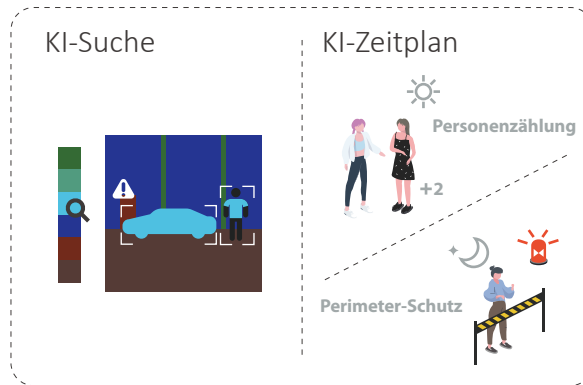 KI-Suche
KI-Zeitplan
Personenzählung
+2
Perimeter-Schutz